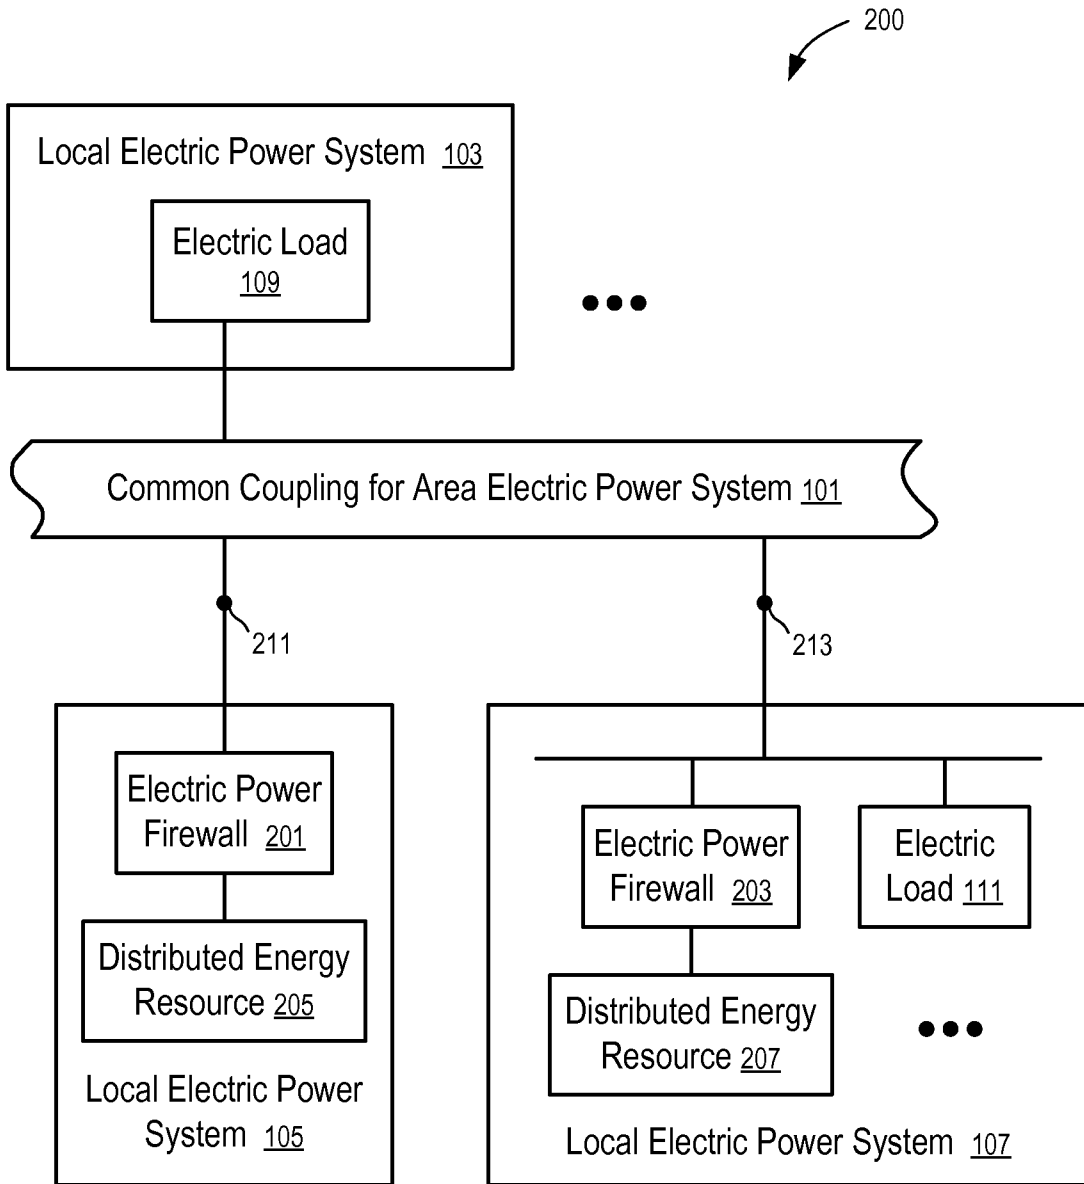 200
Local Electric Power System 103
Electric Load
109
Common Coupling for Area Electric Power System 101
211
213
Electric Power
Firewall 201
Distributed Energy
Resource 205
Local Electric Power
System 105
Electric Power
Firewall 203
Electric
Load 111
Distributed Energy
Resource 207
Local Electric Power System 107